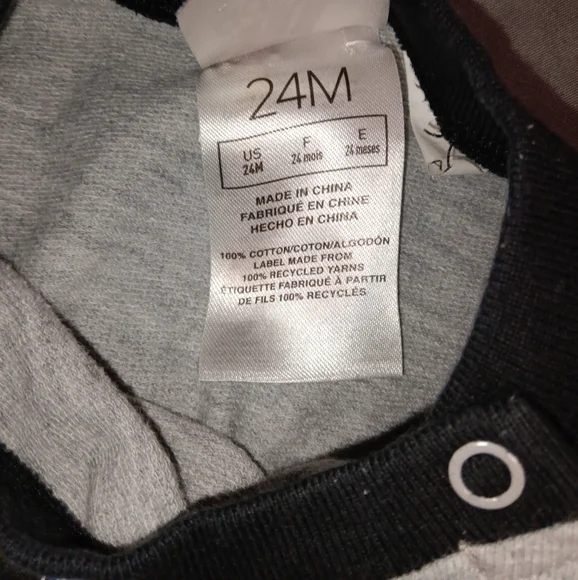 24M
US F E
24M 24 mois 24 meses
MADE IN CHINA
FABRIQUÉ EN CHINE
HECHO EN CHINA
100% COTTON/COTON/ALGODÓN
LABEL MADE FROM
100% RECYCLED YARNS
ÉTIQUETTE FABRIQUÉ À PARTIR
DE FILS 100% RECYCLÉS